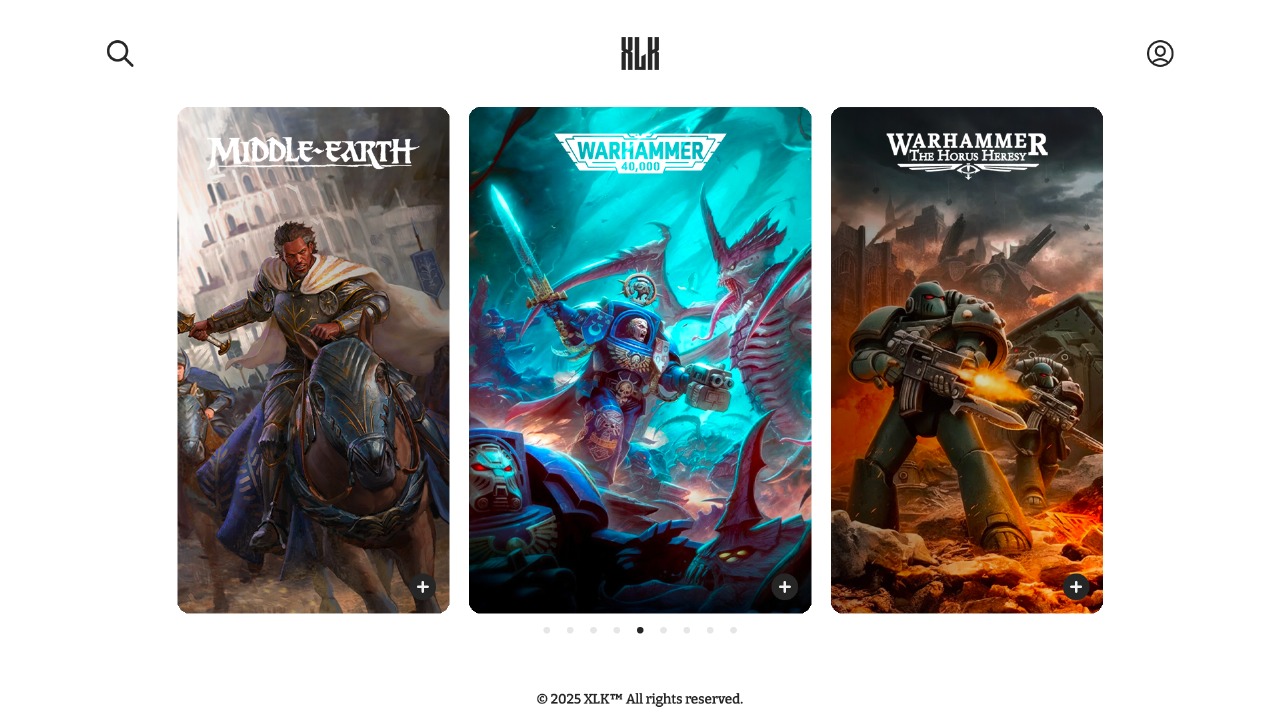 XLK
MIDDLE-EARTH
WARHAMMER
40,000
WARHAMMER
THE HORUS HERESY
© 2025 XLK™ All rights reserved.